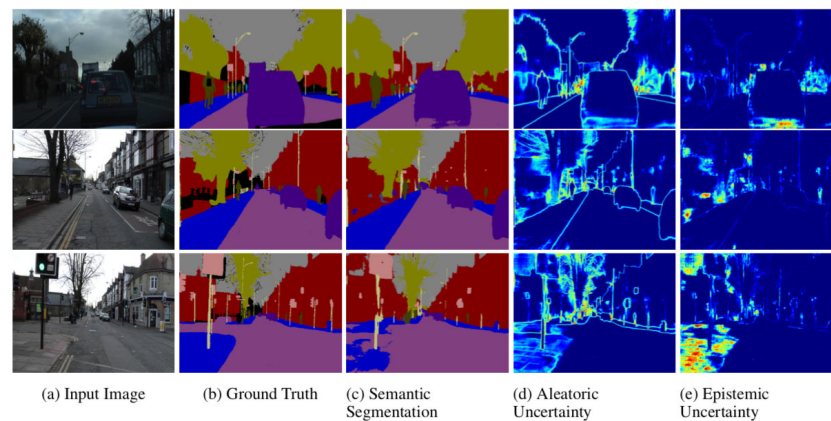 (a) Input Image
(b) Ground Truth
(c) Semantic
Segmentation
(d) Aleatoric
Uncertainty
(e) Epistemic
Uncertainty